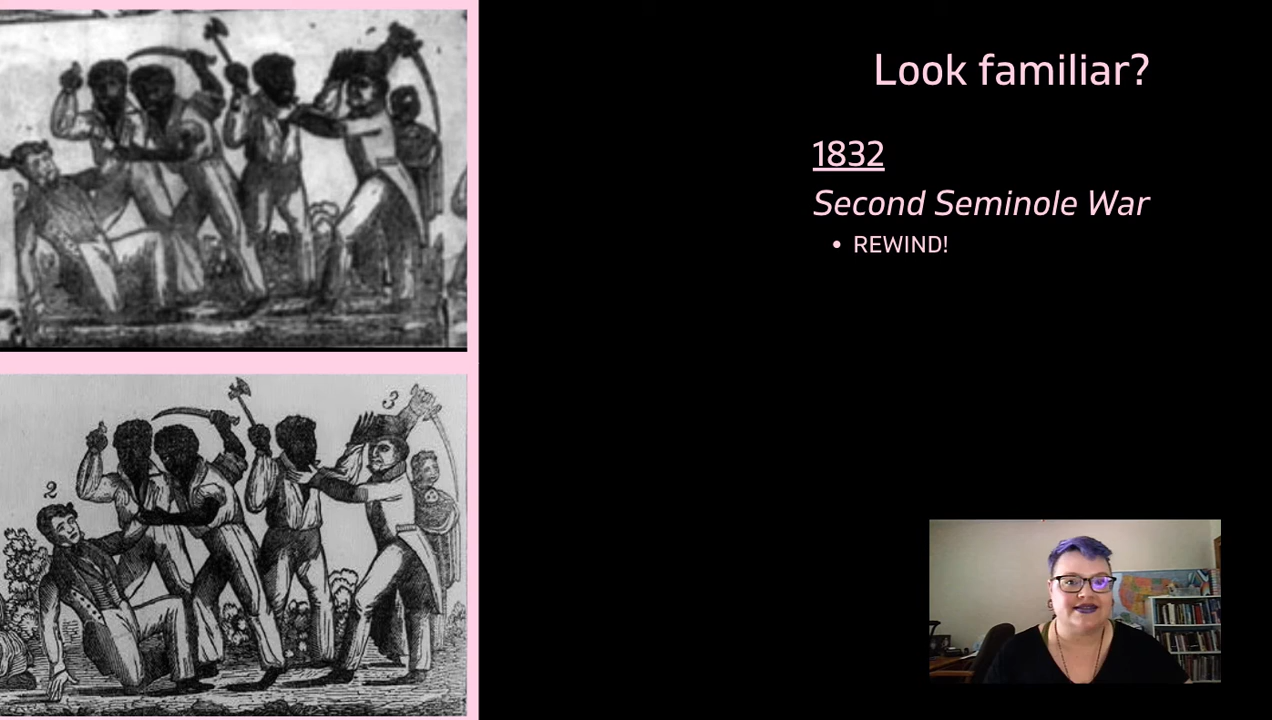 Look familiar?
1832
Second Seminole War
• REWIND!
3
2